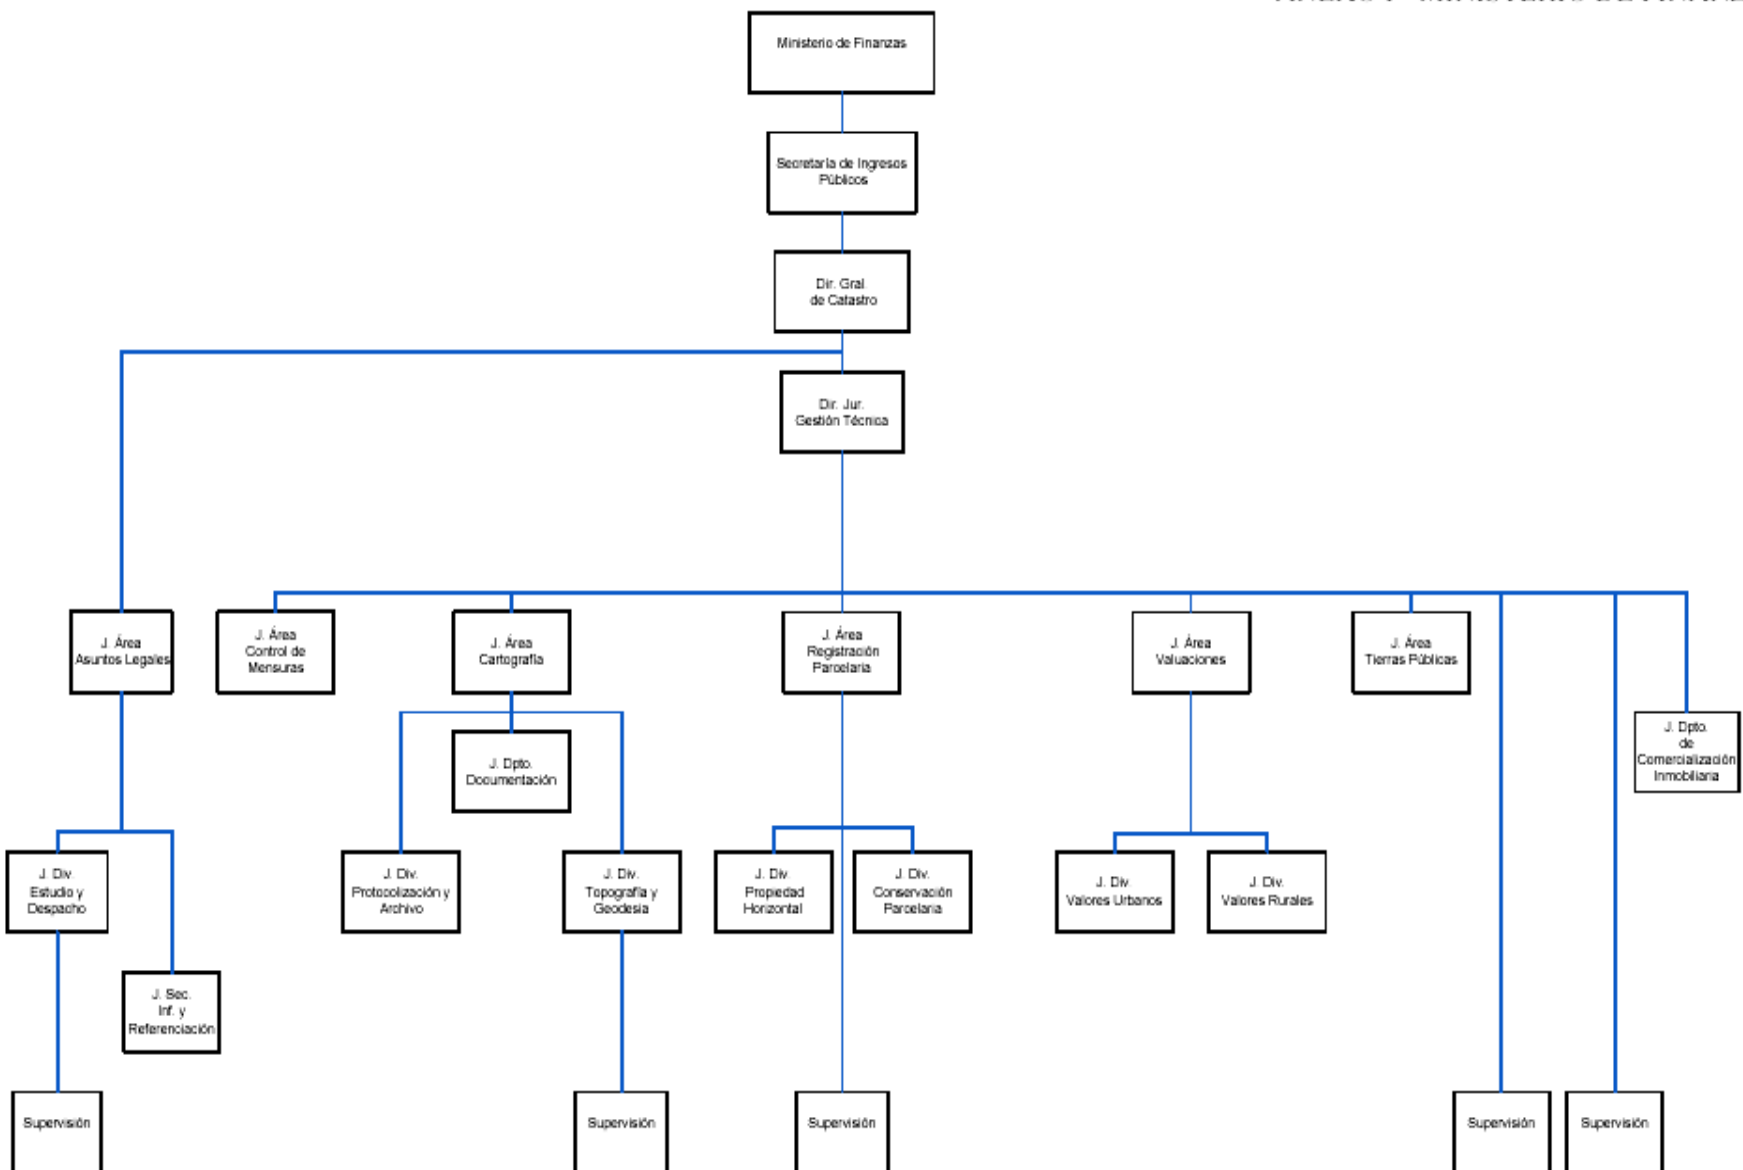 Ministerio de Finanzas
Secretaría de Ingresos
Públicos
Dir. Gral.
de Catastro
Dir. Jur.
Gestión Técnica
J. Área
Asuntos Legales
J. Área
Control de
Mensuras
J. Área
Cartografía
J. Área
Registración
Parcelaria
J. Área
Valuaciones
J. Área
Tierras Públicas
J. Dpto.
de
Comercialización
Inmobiliaria
J. Dpto.
Documentación
J. Div.
Estudio y
Despacho
J. Div.
Protocolización y
Archivo
J. Div.
Topografía y
Geodesia
J. Div.
Propiedad
Horizontal
J. Div.
Conservación
Parcelaria
J. Div.
Valores Urbanos
J. Div.
Valores Rurales
J. Sec.
Inf. y
Referenciación
Supervisión
Supervisión
Supervisión
Supervisión
Supervisión